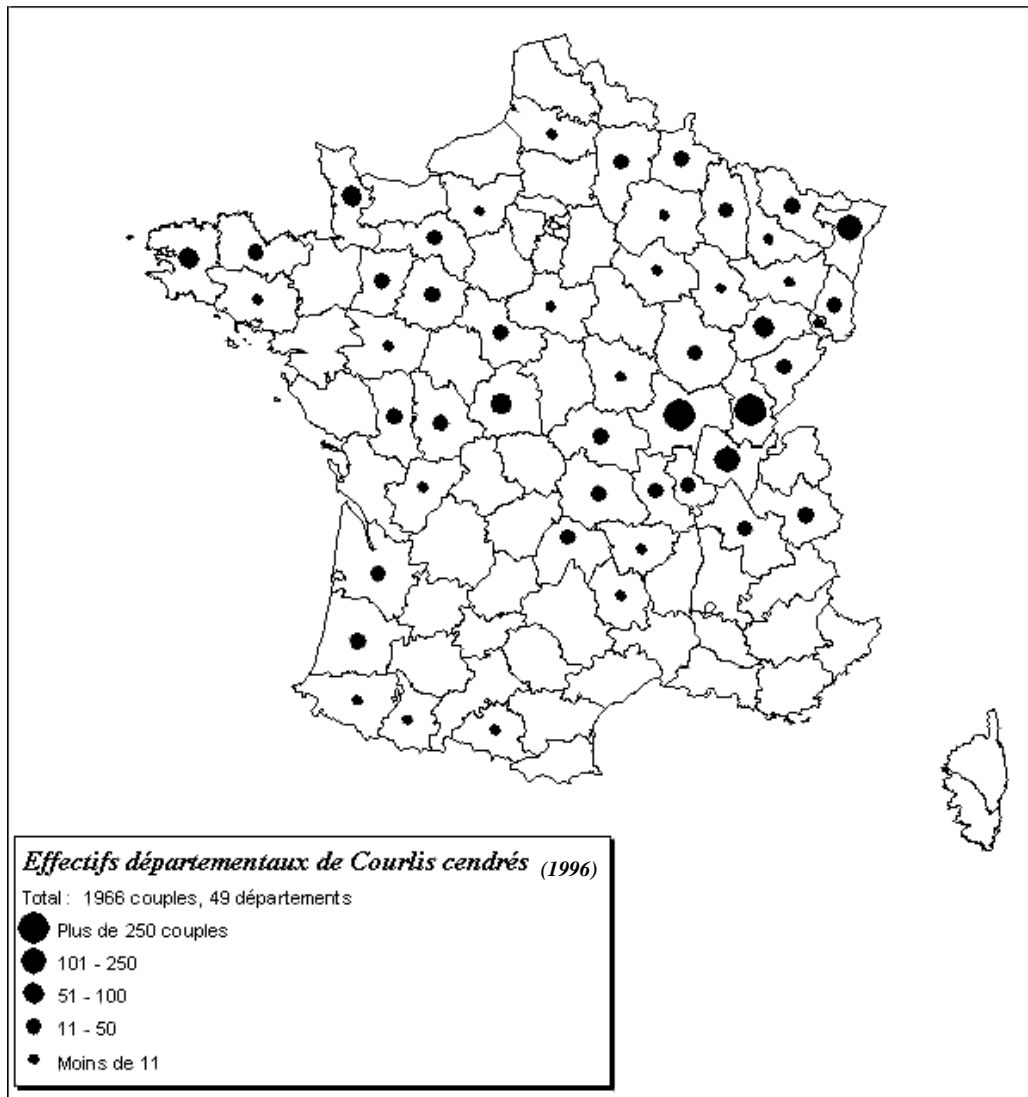 Effectifs départementaux de Courlis cendrés (1996)
Total : 1966 couples, 49 départements
Plus de 250 couples
101 - 250
51 - 100
11 - 50
Moins de 11